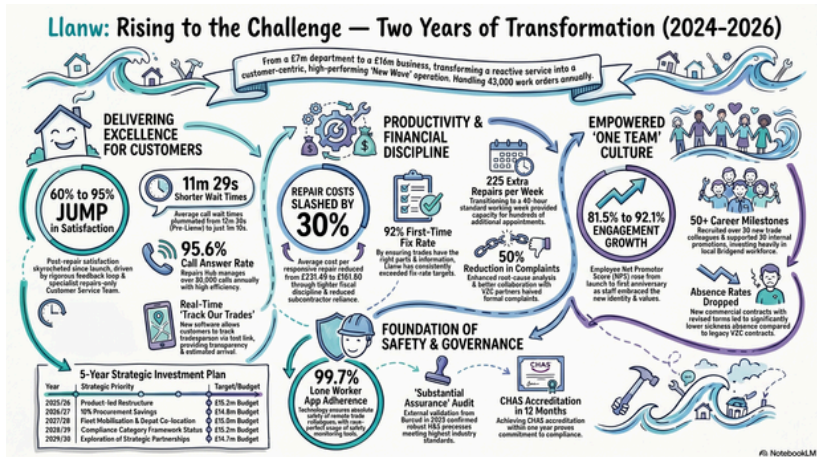 Llanw: Rising to the Challenge — Two Years of Transformation (2024-2026)
From a £7m department to a £16m business, transforming a reactive service into a
customer-centric, high-performing 'New Wave' operation. Handling 43,000 work orders annually.
DELIVERING
EXCELLENCE
FOR CUSTOMERS
60% to 95%
JUMP
in Satisfaction
Post-repair satisfaction
skyrocketed since launch, driven
by rigorous feedback loop &
specialist repairs-only
Customer Service Team.
11m 29s
Shorter Wait Times
Average call wait times
plummated from 12m 30s
(Pre-Llanw) to just 1m 10s.
95.6%
Call Answer Rate
Repairs Hub manages
over 30,000 calls annually
with high efficiency.
Real-Time
'Track Our Trades'
New software allows
customers to track
tradesperson via text link,
providing transparency
& estimated arrival.
5-Year Strategic Investment Plan
Year Strategic Priority Target/Budget
2025/26 Product-led Restructure £15.2m Budget
2026/27 10% Procurement Savings £14.8m Budget
2027/28 Fleet Mobilisation & Depat Co-location £15.0m Budget
2028/29 Compliance Category Framework Status £15.2m Budget
2029/30 Exploration of Strategic Partnerships £14.7m Budget
PRODUCTIVITY &
FINANCIAL
DISCIPLINE
REPAIR COSTS
SLASHED BY
30%
Average cost per
responsive repair reduced
from £231.49 to £161.60
through tighter fiscal
discipline & reduced
subcontractor reliance.
92% First-Time
Fix Rate
By ensuring trades have the
right parts & information,
Llanw has consistently
exceeded fix-rate targets.
225 Extra
Repairs per Week
Transitioning to a 40-hour
standard working week provided
capacity for hundreds of
additional appointments.
50%
Reduction in Complaints
Enhanced root-cause analysis
& better collaboration with
VZC partners halved
formal complaints.
FOUNDATION OF
SAFETY & GOVERNANCE
99.7%
Lone Worker
App Adherence
Technology ensures absolute
safety of remote trade
collegues, with
perfect usage of safety
monitoring tools.
'Substantial
Assurance' Audit
External validation from
in 2023 confirmed
robust H&S processes
meeting highest industry
standards.
CHAS
CHAS Accreditation
in 12 Months
Achieving CHAS accreditation
within one year proves
commitment to compliance.
EMPOWERED
'ONE TEAM'
CULTURE
81.5% to 92.1%
ENGAGEMENT
GROWTH
Employee Net Promotor
Score (NPS) rose from
launch to first anniversary
as staff embraced the
new identity & values.
50+ Career Milestones
Recruited over 30 new trade
colleagues & supported 30 internal
promotions, investing heavily in
local Bridgend workforce.
Absence Rates
Dropped
New commercial contracts with
revised terms led to significantly
lower sickness absence compared
to legacy VZC contracts.
NotebookLM